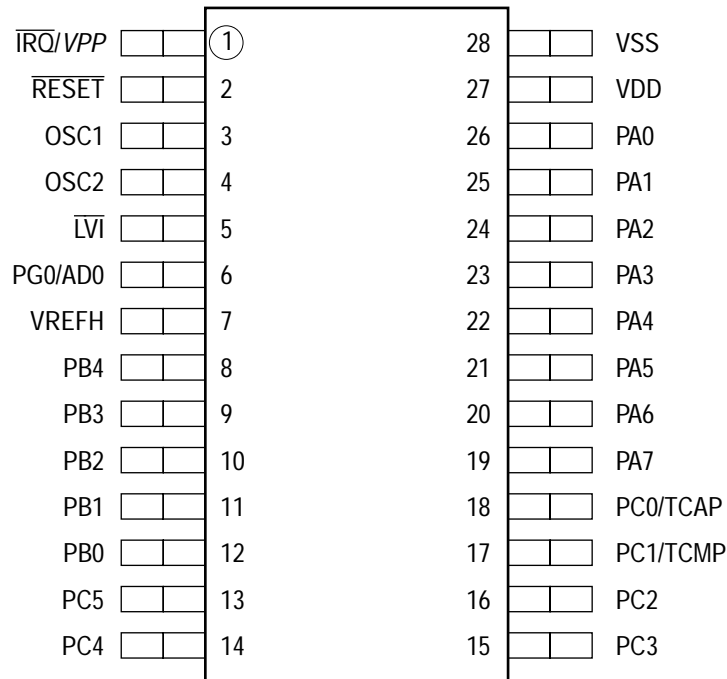 IRQ/VPP 1 28 VSS
RESET 2 27 VDD
OSC1 3 26 PA0
OSC2 4 25 PA1
LVI 5 24 PA2
PG0/AD0 6 23 PA3
VREFH 7 22 PA4
PB4 8 21 PA5
PB3 9 20 PA6
PB2 10 19 PA7
PB1 11 18 PC0/TCAP
PB0 12 17 PC1/TCMP
PC5 13 16 PC2
PC4 14 15 PC3